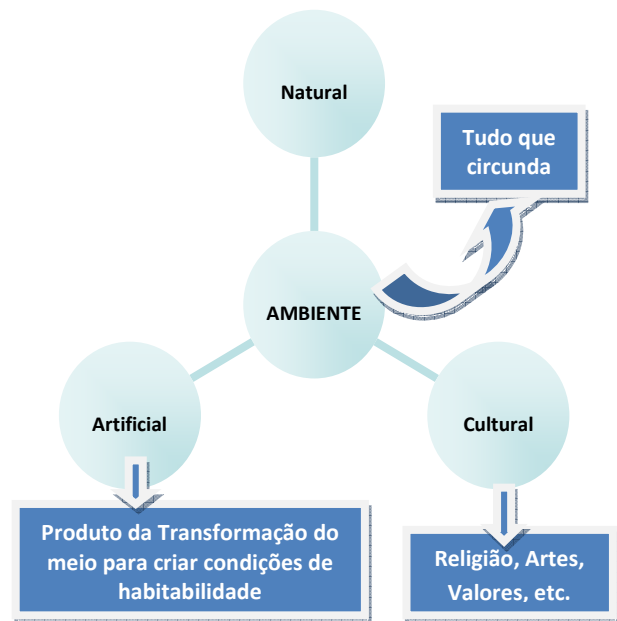 Natural
Tudo que
circunda
AMBIENTE
Artificial
Cultural
Produto da Transformação do
meio para criar condições de
habitabilidade
Religião, Artes,
Valores, etc.